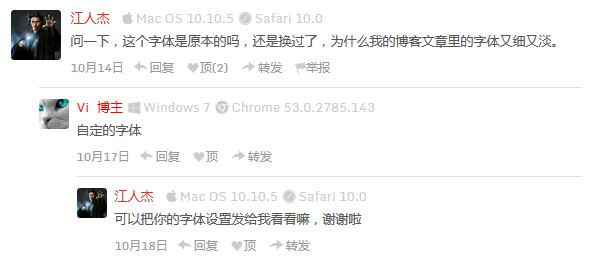 江人杰 Mac OS 10.10.5 Safari 10.0
问一下，这个字体是原本的吗，还是换过了，为什么我的博客文章里的字体又细又淡。
10月14日 回复 顶(2) 转发 举报
Vi 博主 Windows 7 Chrome 53.0.2785.143
自定的字体
10月17日 回复 顶 转发
江人杰 Mac OS 10.10.5 Safari 10.0
可以把你的字体设置发给我看看嘛，谢谢啦
10月18日 回复 顶 转发